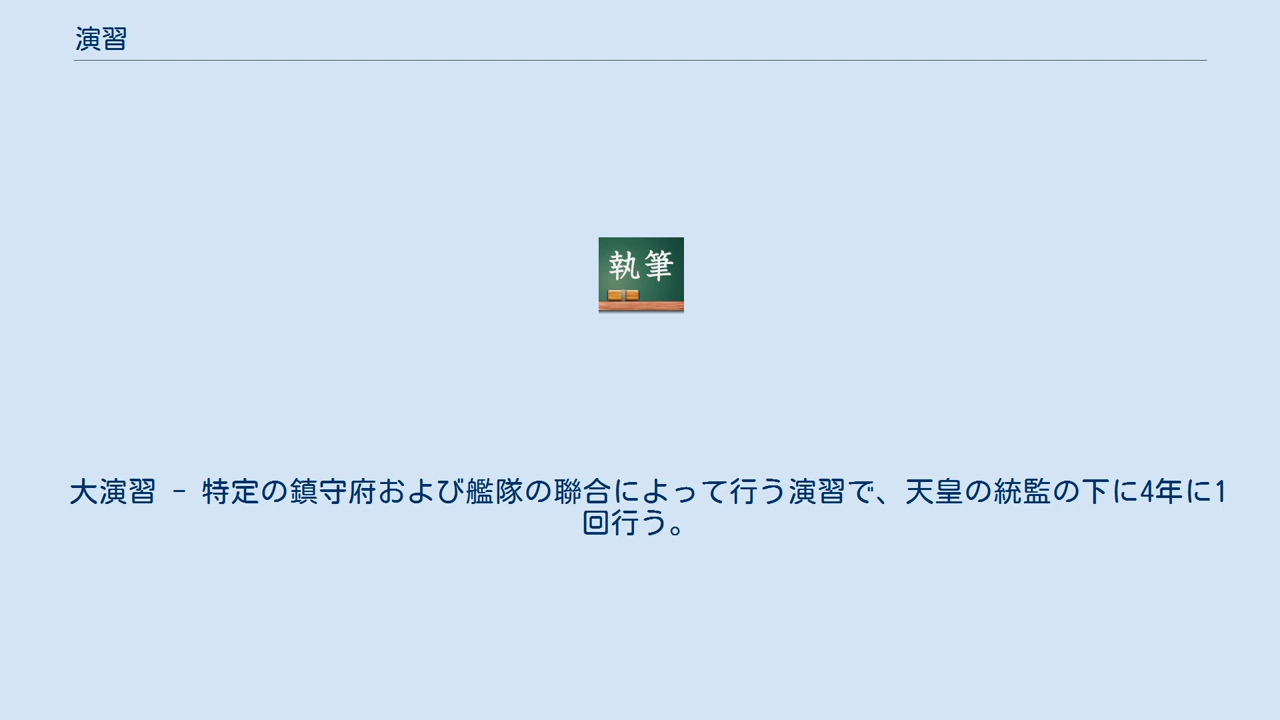 演習
執筆
大演習 - 特定の鎮守府および艦隊の聯合によって行う演習で、天皇の統監の下に4年に1
回行う。